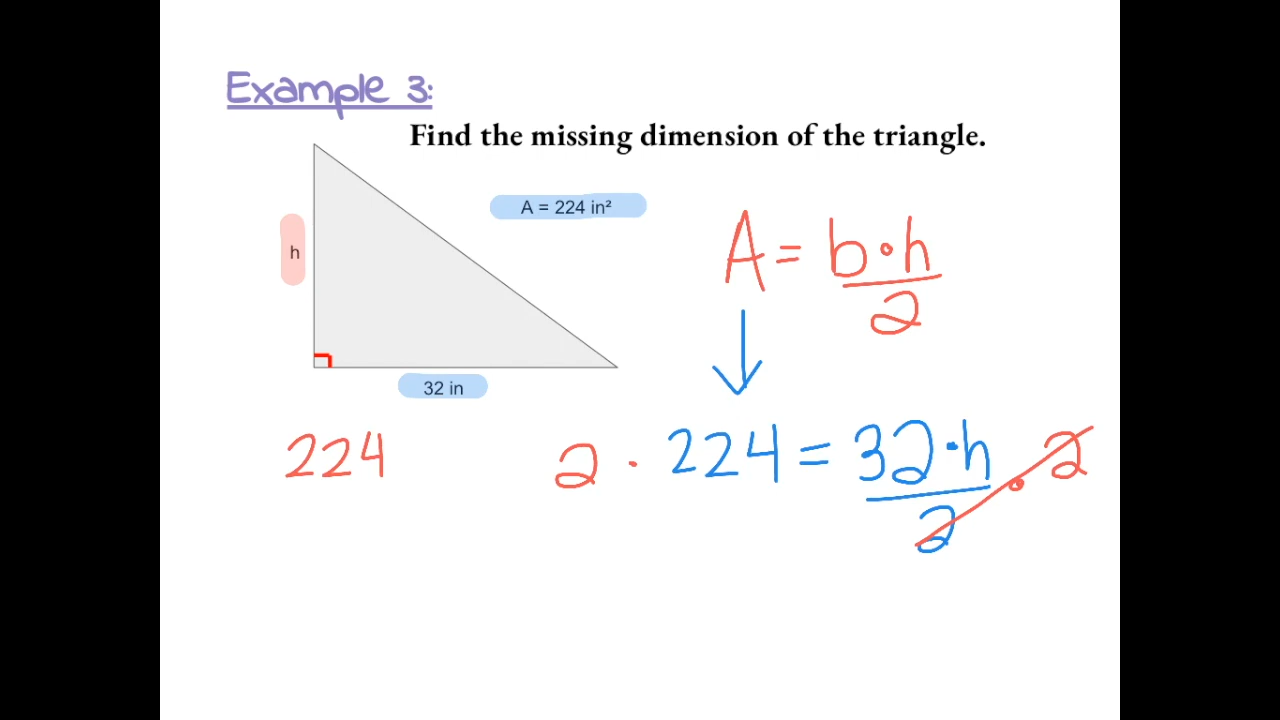 Example 3:
Find the missing dimension of the triangle.
A = 224 in²
h
32 in
A = b·h
2
224
2 · 224 = 32·h · 2
2